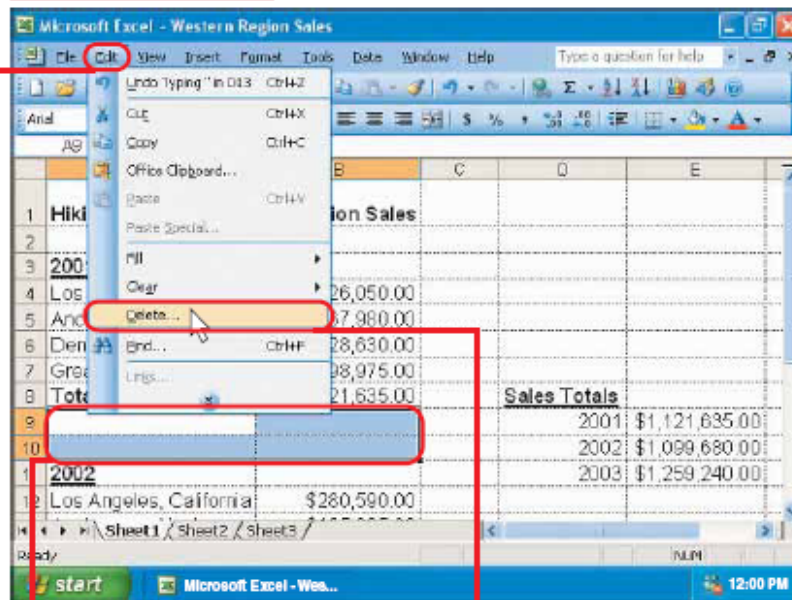 Microsoft Excel - Western Region Sales
File Edit View Insert Format Tools Data Window Help Type a question for help
Undo Typing " in D13 Ctrl+Z
Arial
Cut Ctrl+X
$ % ,
A9
Copy Ctrl+C
Office Clipboard...
B C D E
Paste Ctrl+V
Paste Special...
1 Hiki ion Sales
2
Fill
3 200
Clear
4 Los 26,050.00
Delete...
5 Anc 67,980.00
6 Den 28,630.00
Find... Ctrl+F
7 Grea 98,975.00
Links...
8 Tota 21,635.00 Sales Totals
9 2001 $1,121,635.00
10 2002 $1,099,680.00
2002 2003 $1,259,240.00
12 Los Angeles, California $280,590.00
Sheet1 / Sheet2 / Sheet3
Ready NUM
start Microsoft Excel - Wes... 12:00 PM